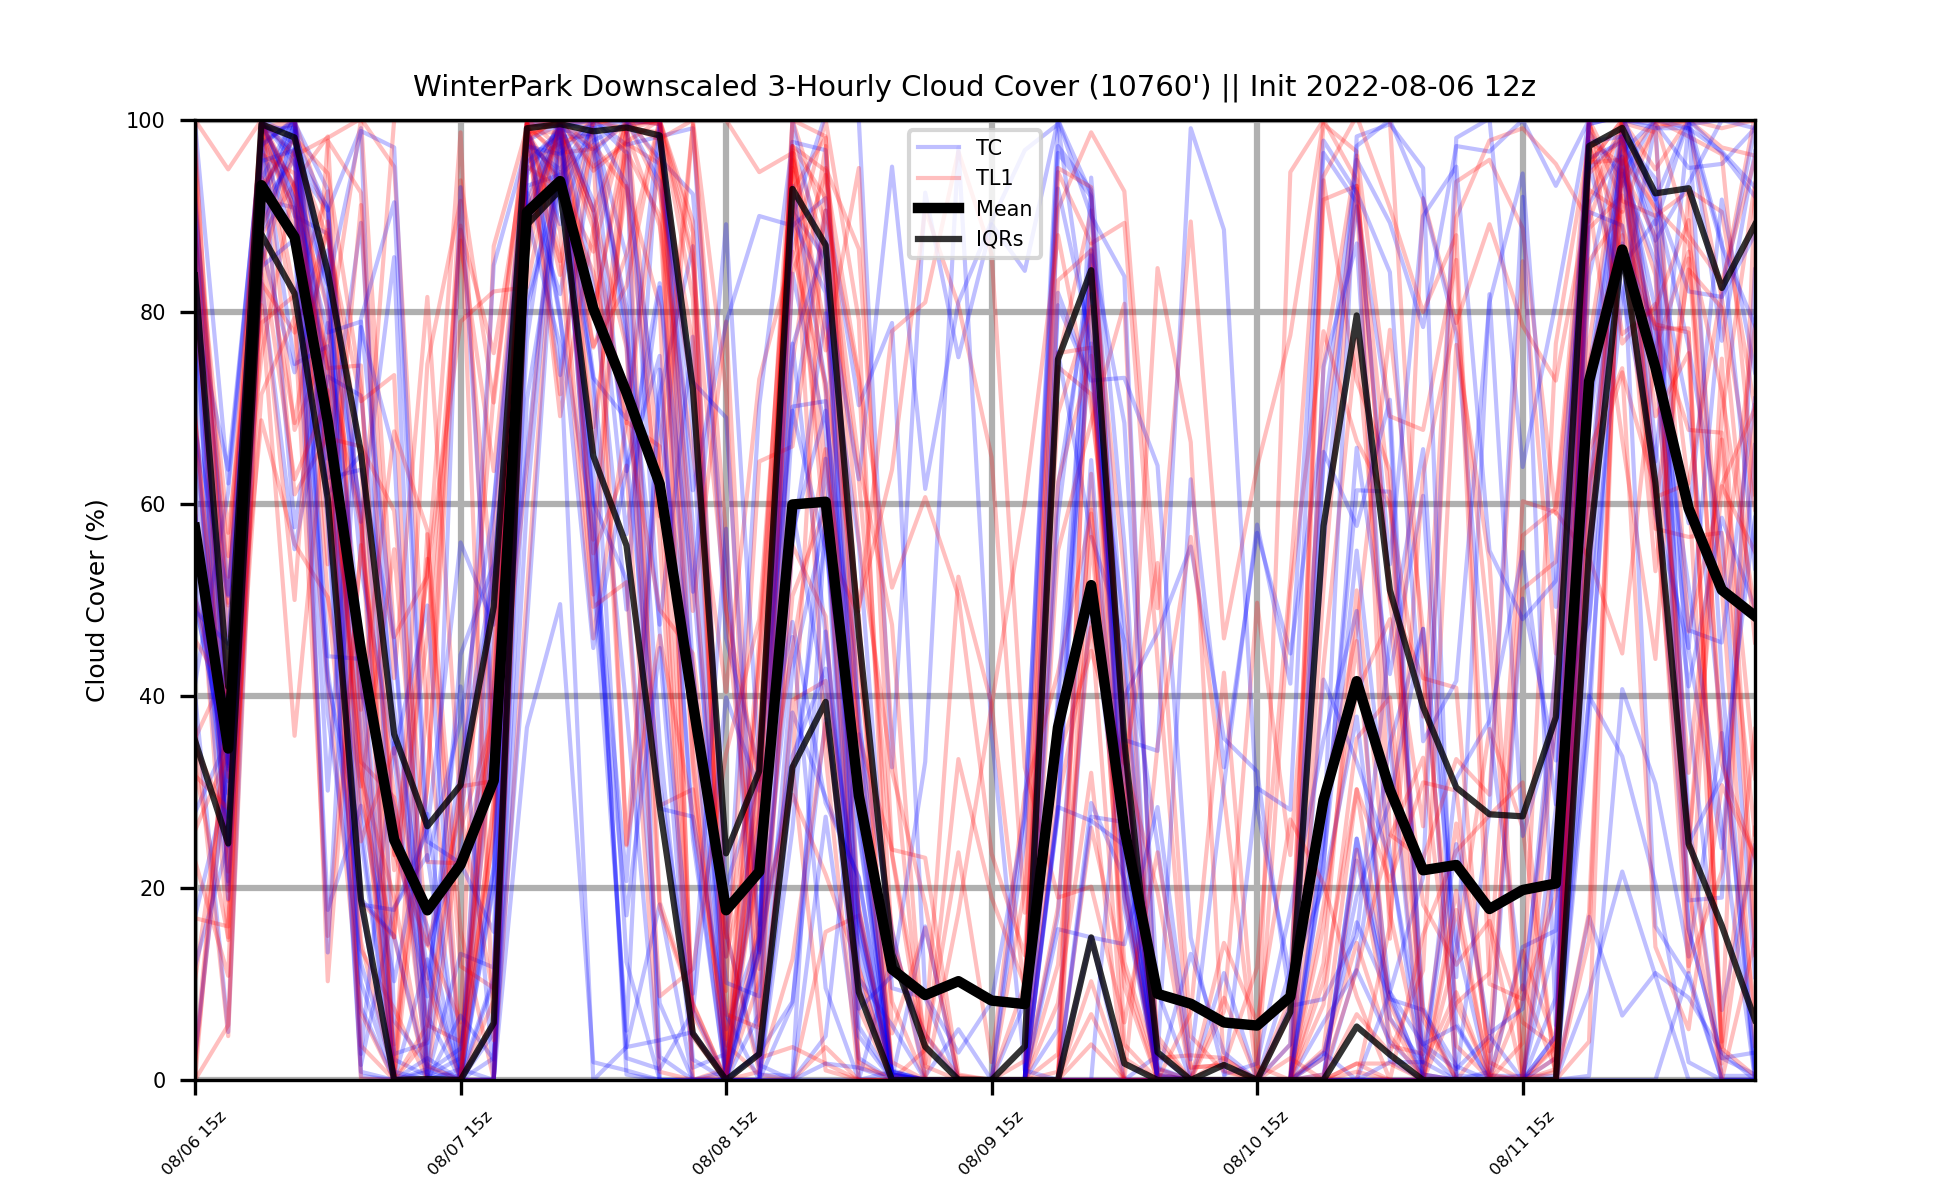 WinterPark Downscaled 3-Hourly Cloud Cover (10760') || Init 2022-08-06 12z
TC
TL1
Mean
IQRs
Cloud Cover (%)
100
80
60
40
20
0
08/06 15z
08/07 15z
08/08 15z
08/09 15z
08/10 15z
08/11 15z